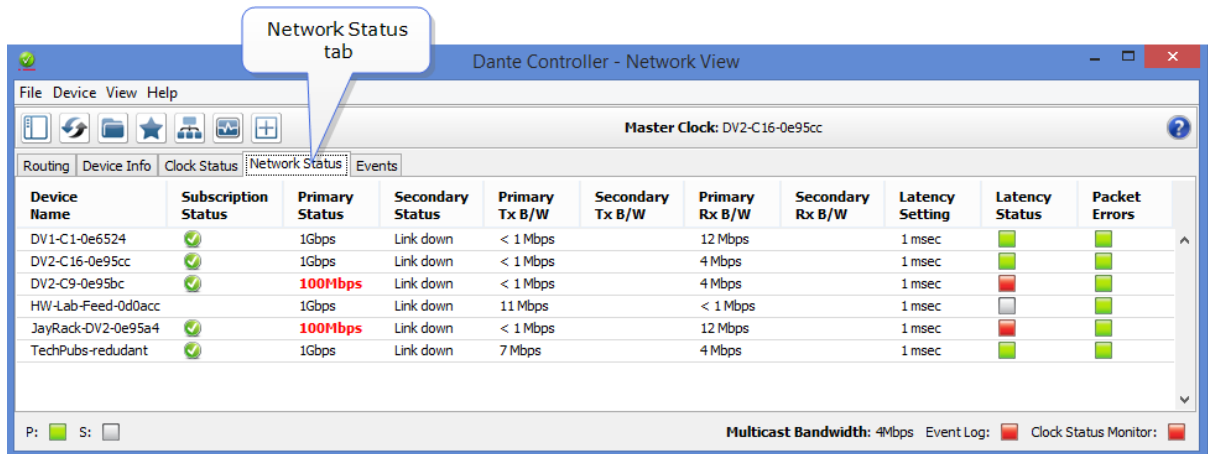 Network Status
tab
Dante Controller - Network View
File Device View Help
Master Clock: DV2-C16-0e95cc
Routing Device Info Clock Status Network Status Events
Device Name Subscription Status Primary Status Secondary Status Primary Tx B/W Secondary Tx B/W Primary Rx B/W Secondary Rx B/W Latency Setting Latency Status Packet Errors
DV1-C1-0e6524 1Gbps Link down < 1 Mbps 12 Mbps 1 msec
DV2-C16-0e95cc 1Gbps Link down < 1 Mbps 4 Mbps 1 msec
DV2-C9-0e95bc 100Mbps Link down < 1 Mbps 4 Mbps 1 msec
HW-Lab-Feed-0d0acc 1Gbps Link down 11 Mbps < 1 Mbps 1 msec
JayRack-DV2-0e95a4 100Mbps Link down < 1 Mbps 12 Mbps 1 msec
TechPubs-redudant 1Gbps Link down 7 Mbps 4 Mbps 1 msec
P: S: Multicast Bandwidth: 4Mbps Event Log: Clock Status Monitor: